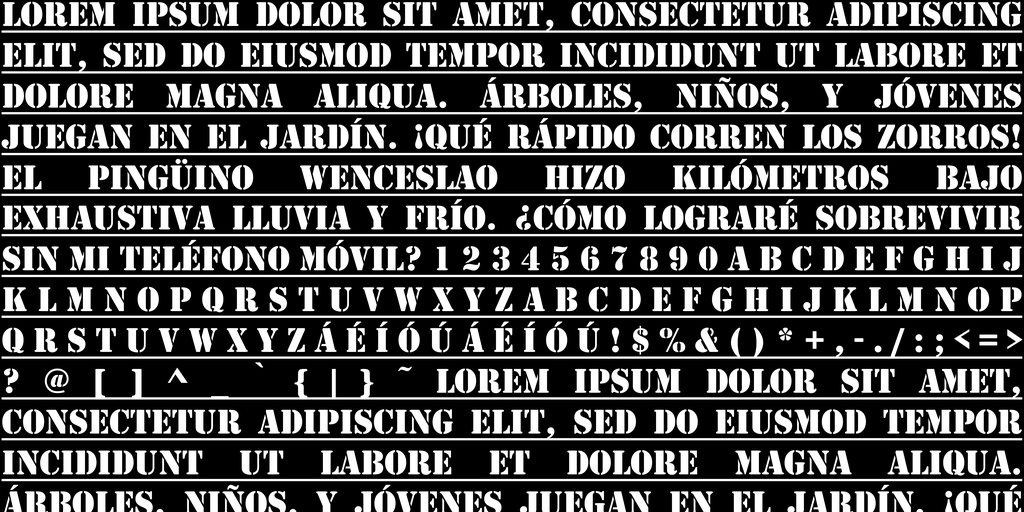 LOREM IPSUM DOLOR SIT AMET, CONSECTETUR ADIPISCING
ELIT, SED DO EIUSMOD TEMPOR INCIDIDUNT UT LABORE ET
DOLORE MAGNA ALIQUA. ÁRBOLES, NIÑOS, Y JÓVENES
JUEGAN EN EL JARDÍN. ¡QUÉ RÁPIDO CORREN LOS ZORROS!
EL PINGÜINO WENCESLAO HIZO KILÓMETROS BAJO
EXHAUSTIVA LLUVIA Y FRÍO. ¿CÓMO LOGRARÉ SOBREVIVIR
SIN MI TELÉFONO MÓVIL? 1 2 3 4 5 6 7 8 9 0 A B C D E F G H I J
K L M N O P Q R S T U V W X Y Z A B C D E F G H I J K L M N O P
Q R S T U V W X Y Z Á É Í Ó Ú Á É Í Ó Ú ! $ % & ( ) * + , - . / : ; < = >
? @ [ ] ^ _ ` { | } ~ LOREM IPSUM DOLOR SIT AMET,
CONSECTETUR ADIPISCING ELIT, SED DO EIUSMOD TEMPOR
INCIDIDUNT UT LABORE ET DOLORE MAGNA ALIQUA.
ÁRBOLES, NIÑOS, Y JÓVENES JUEGAN EN EL JARDÍN. ¡QUÉ